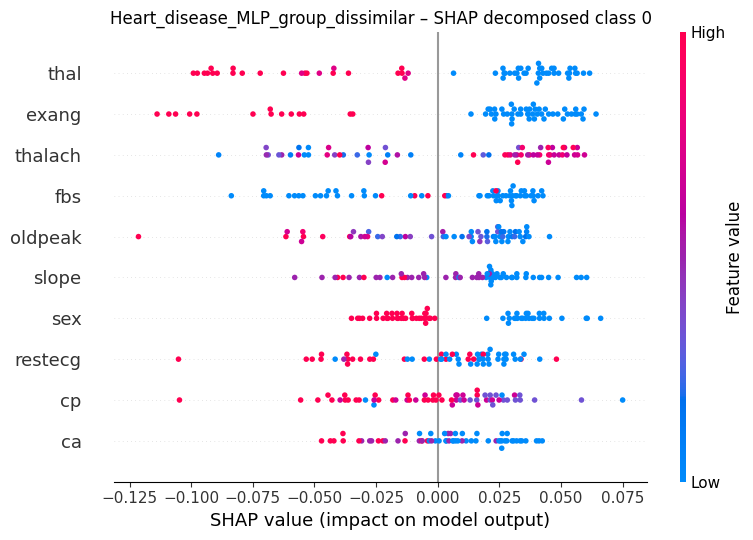 Heart_disease_MLP_group_dissimilar – SHAP decomposed class 0
High
thal
exang
thalach
fbs
oldpeak
slope
sex
restecg
cp
ca
Feature value
Low
−0.125 −0.100 −0.075 −0.050 −0.025 0.000 0.025 0.050 0.075
SHAP value (impact on model output)